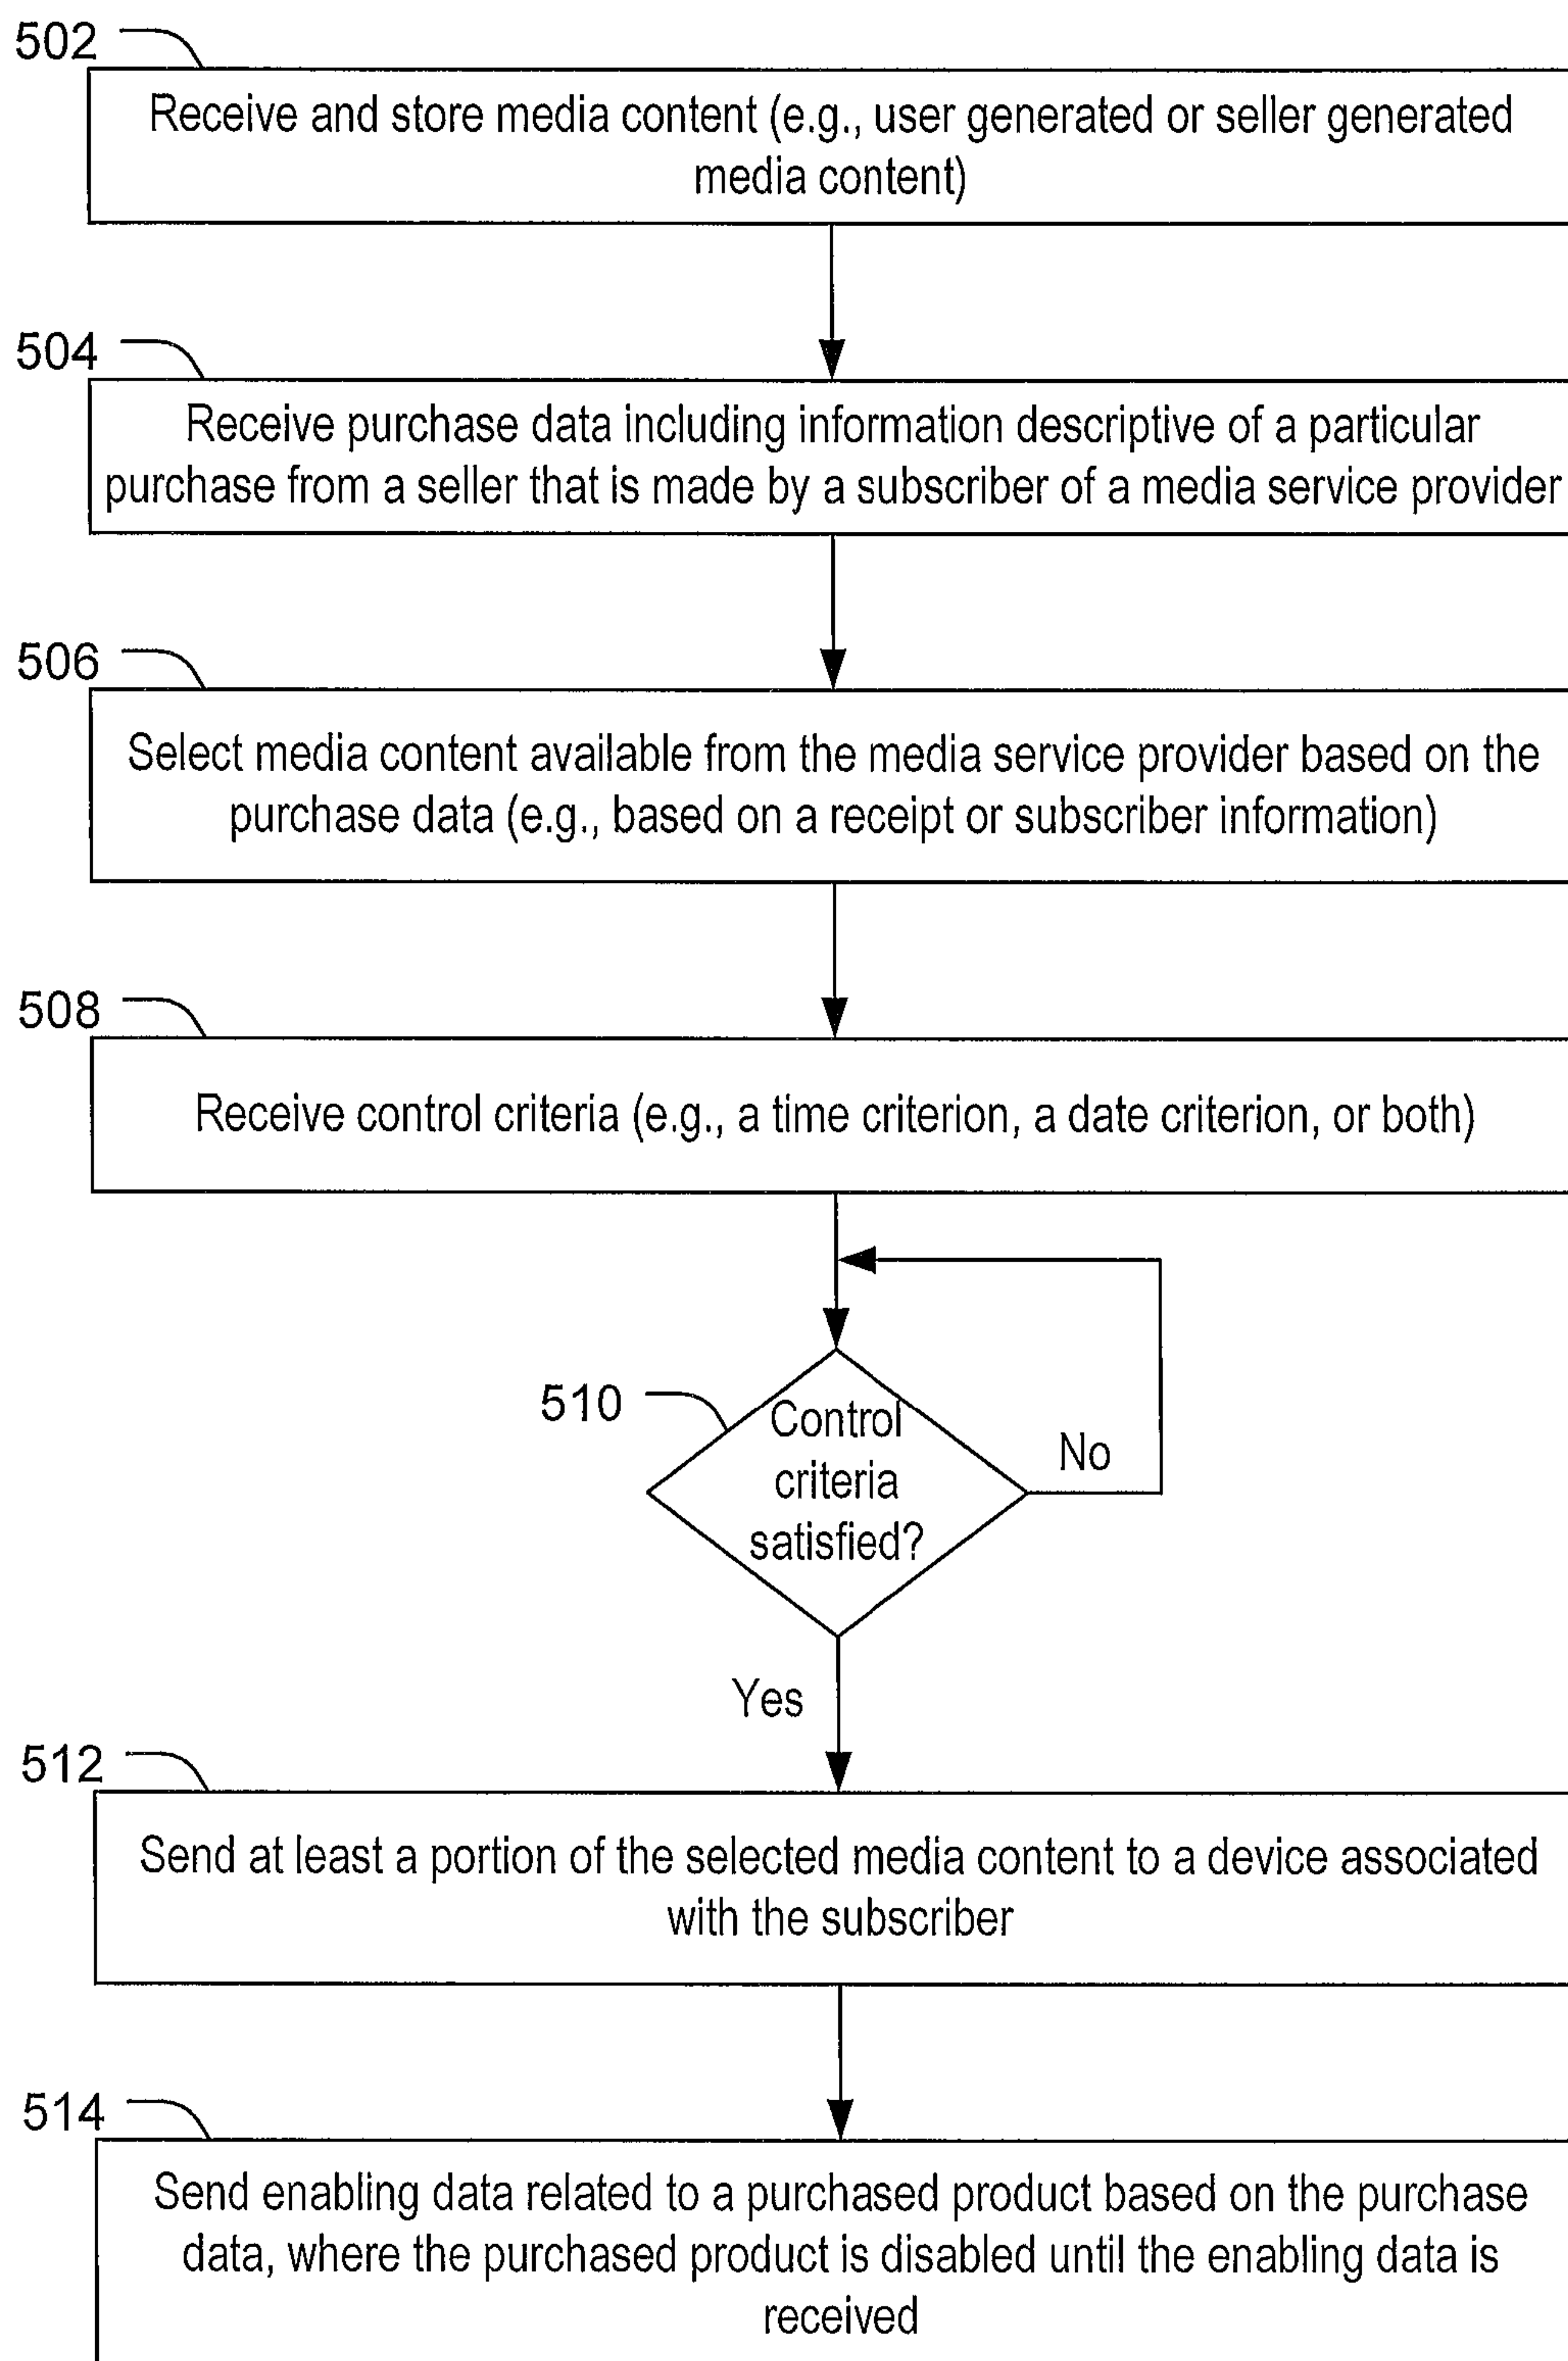 502
Receive and store media content (e.g., user generated or seller generated
media content)
504
Receive purchase data including information descriptive of a particular
purchase from a seller that is made by a subscriber of a media service provider
506
Select media content available from the media service provider based on the
purchase data (e.g., based on a receipt or subscriber information)
508
Receive control criteria (e.g., a time criterion, a date criterion, or both)
510
Control
criteria
satisfied?
No
Yes
512
Send at least a portion of the selected media content to a device associated
with the subscriber
514
Send enabling data related to a purchased product based on the purchase
data, where the purchased product is disabled until the enabling data is
received